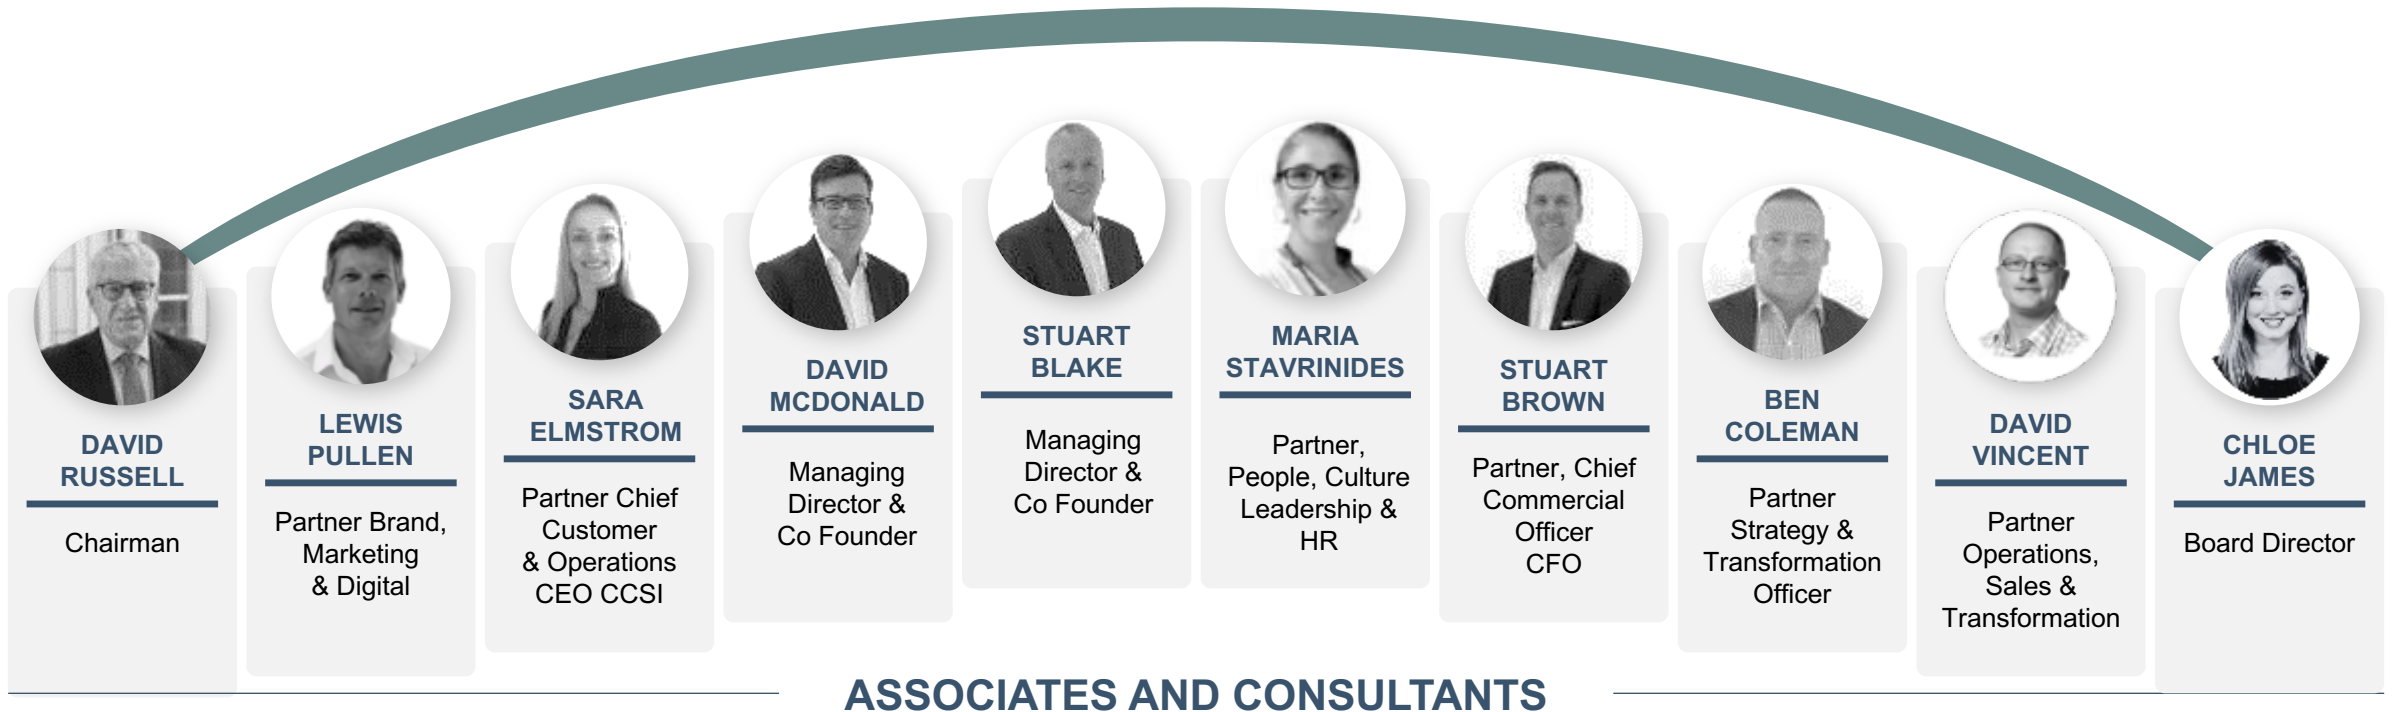 DAVID
RUSSELL
Chairman
LEWIS
PULLEN
Partner Brand,
Marketing
& Digital
SARA
ELMSTROM
Partner Chief
Customer
& Operations
CEO CCSI
DAVID
MCDONALD
Managing
Director &
Co Founder
STUART
BLAKE
Managing
Director &
Co Founder
MARIA
STAVRINIDES
Partner,
People, Culture
Leadership &
HR
STUART
BROWN
Partner, Chief
Commercial
Officer
CFO
BEN
COLEMAN
Partner
Strategy &
Transformation
Officer
DAVID
VINCENT
Partner
Operations,
Sales &
Transformation
CHLOE
JAMES
Board Director
ASSOCIATES AND CONSULTANTS